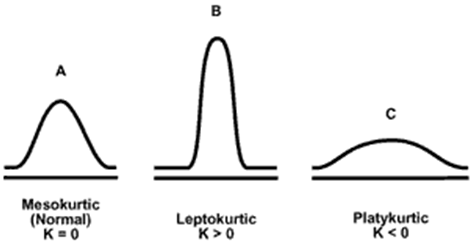 A
B
C
Mesokurtic
(Normal)
K = 0
Leptokurtic
K > 0
Platykurtic
K < 0